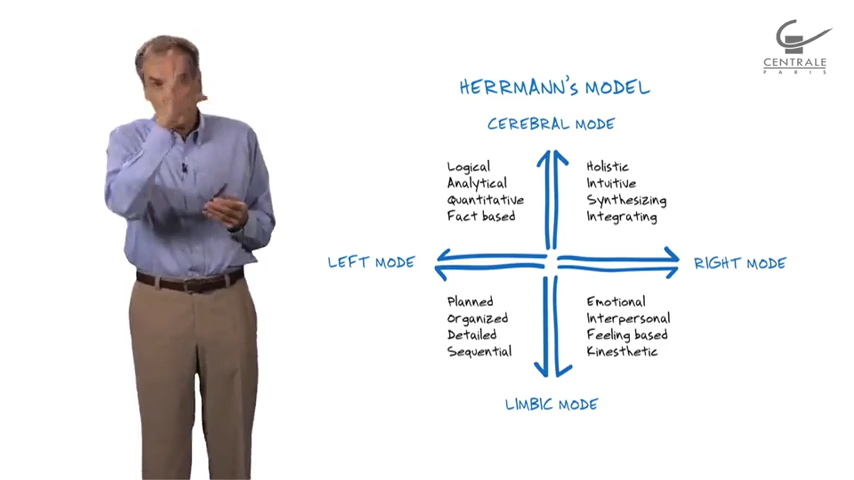 CENTRALE
PARIS
HERRMANN'S MODEL
CEREBRAL MODE
Logical
Analytical
Quantitative
Fact based
Holistic
Intuitive
Synthesizing
Integrating
LEFT MODE
RIGHT MODE
Planned
Organized
Detailed
Sequential
Emotional
Interpersonal
Feeling based
Kinesthetic
LIMBIC MODE